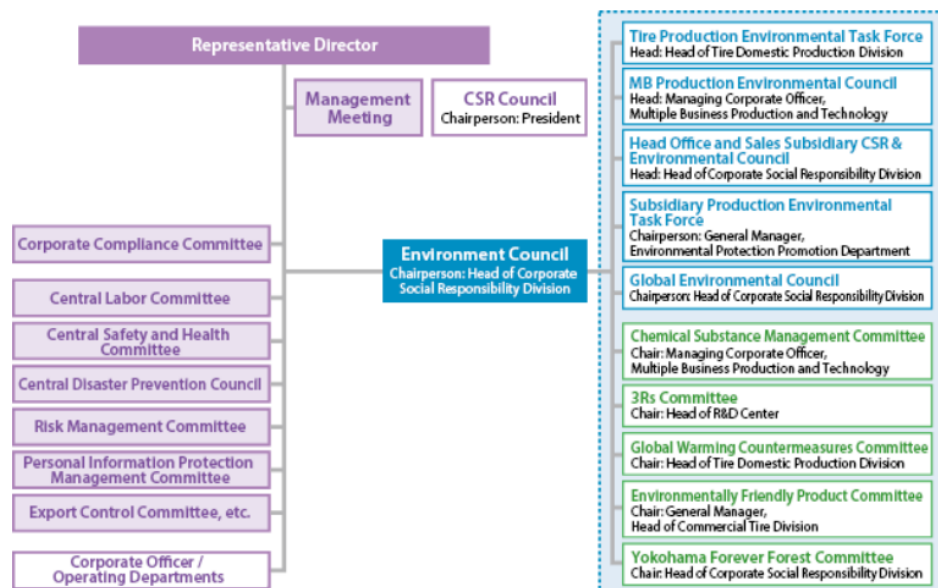 Representative Director
Management
Meeting
CSR Council
Chairperson: President
Corporate Compliance Committee
Central Labor Committee
Central Safety and Health
Committee
Central Disaster Prevention Council
Risk Management Committee
Personal Information Protection
Management Committee
Export Control Committee, etc.
Corporate Officer /
Operating Departments
Environment Council
Chairperson: Head of Corporate
Social Responsibility Division
Tire Production Environmental Task Force
Head: Head of Tire Domestic Production Division
MB Production Environmental Council
Head: Managing Corporate Officer,
Multiple Business Production and Technology
Head Office and Sales Subsidiary CSR &
Environmental Council
Head: Head of Corporate Social Responsibility Division
Subsidiary Production Environmental
Task Force
Chairperson: General Manager,
Environmental Protection Promotion Department
Global Environmental Council
Chairperson: Head of Corporate Social Responsibility Division
Chemical Substance Management Committee
Chair: Managing Corporate Officer,
Multiple Business Production and Technology
3Rs Committee
Chair: Head of R&D Center
Global Warming Countermeasures Committee
Chair: Head of Tire Domestic Production Division
Environmentally Friendly Product Committee
Chair: General Manager,
Head of Commercial Tire Division
Yokohama Forever Forest Committee
Chair: Head of Corporate Social Responsibility Division